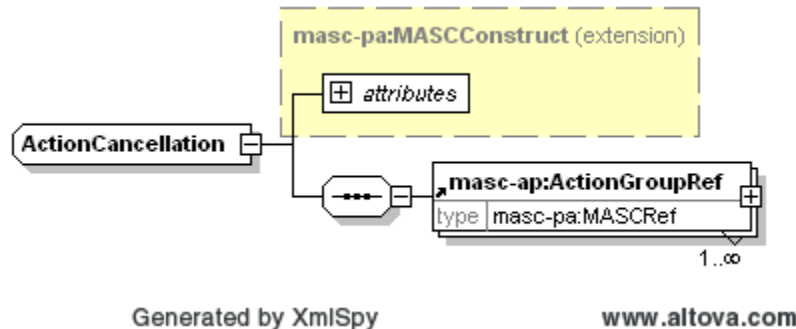 masc-pa:MASCConstruct (extension)
attributes
ActionCancellation
masc-ap:ActionGroupRef
type masc-pa:MASCRef
1..∞
Generated by XmlSpy www.altova.com